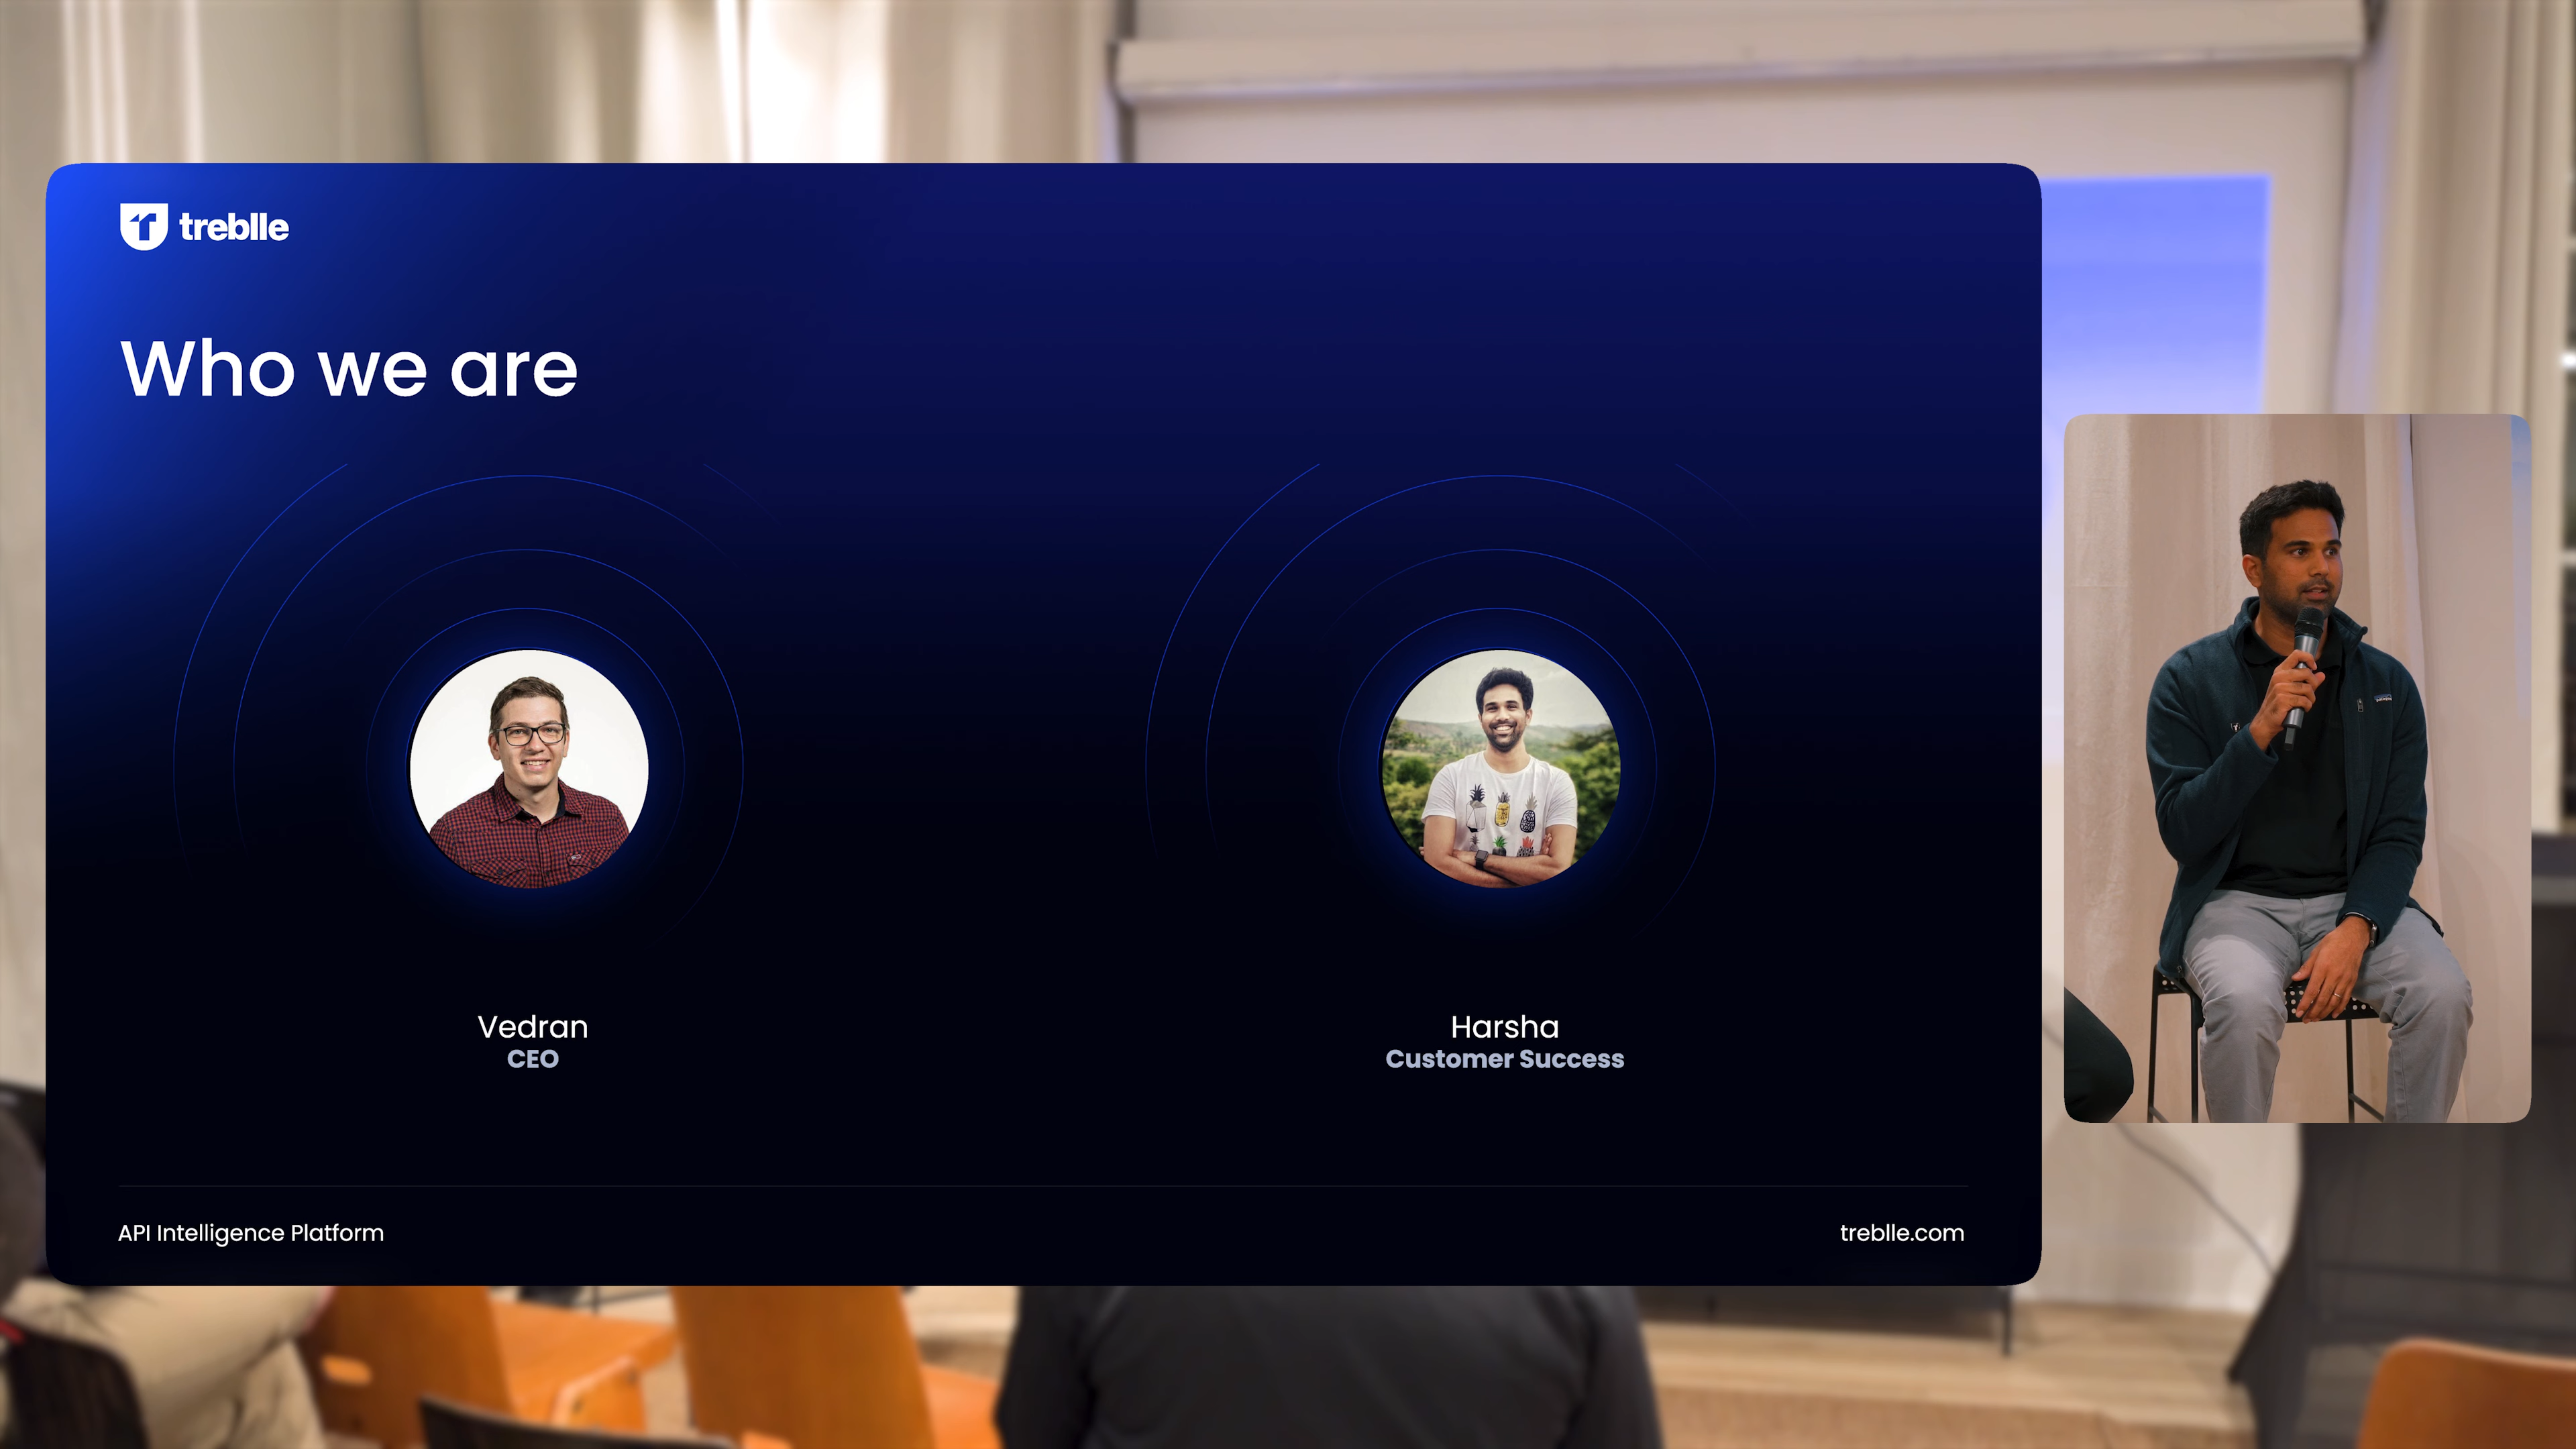 treblle
Who we are
Vedran
CEO
Harsha
Customer Success
API Intelligence Platform
treblle.com